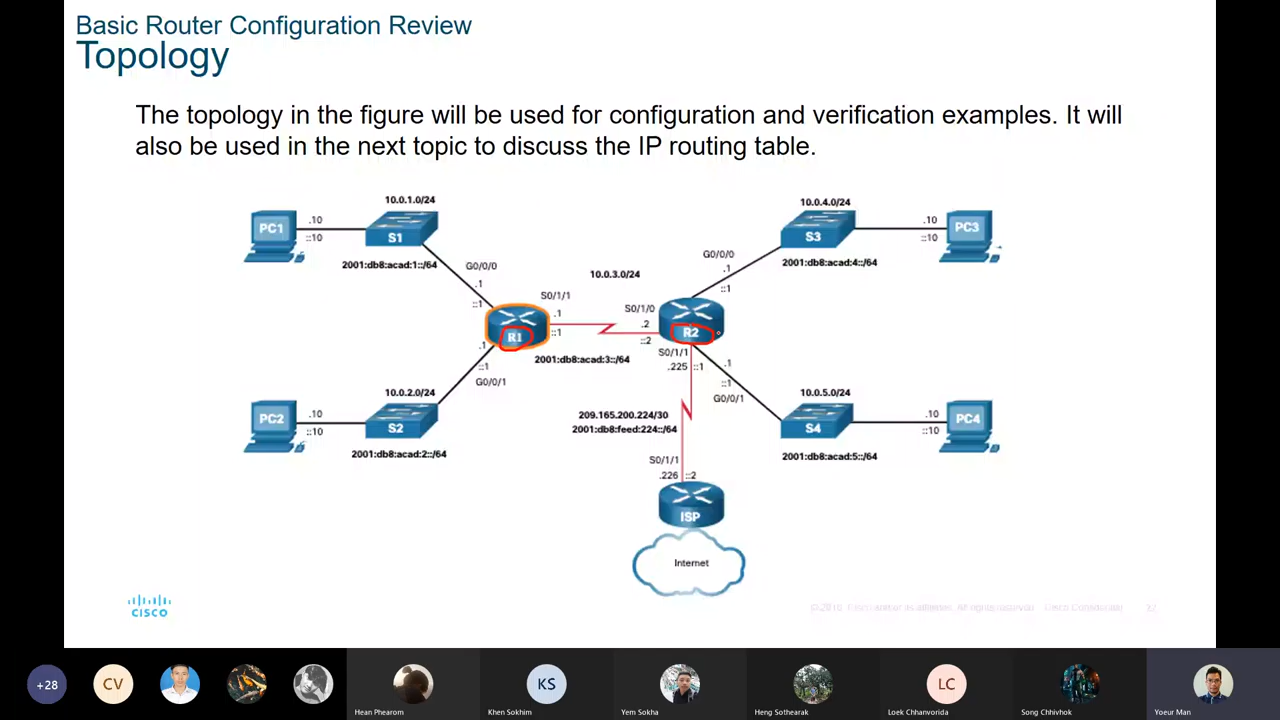 Basic Router Configuration Review
Topology
The topology in the figure will be used for configuration and verification examples. It will
also be used in the next topic to discuss the IP routing table.
10.0.1.0/24
10.0.4.0/24
PC1
.10
::10
S1
S3
.10
::10
PC3
2001:db8:acad:1::/64
2001:db8:acad:4::/64
G0/0/0
.1
::1
10.0.3.0/24
G0/0/0
.1
::1
S0/1/1
.1
::1
S0/1/0
.2
::2
R1
R2
2001:db8:acad:3::/64
.1
::1
G0/0/1
S0/1/1
.225
::1
.1
::1
G0/0/1
10.0.2.0/24
10.0.5.0/24
PC2
.10
::10
S2
S4
.10
::10
PC4
209.165.200.224/30
2001:db8:feed:224::/64
2001:db8:acad:2::/64
2001:db8:acad:5::/64
S0/1/1
.226
::2
ISP
Internet
CISCO
+28
CV
KS
LC
Hean Phearom
Khen Sokhim
Yem Sokha
Heng Sothearak
Loek Chhanvorida
Song Chhivhok
Yoeur Man